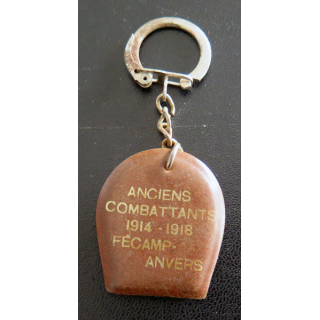 ANCIENS
COMBATTANTS
1914 - 1918
FÉCAMP-
ANVERS